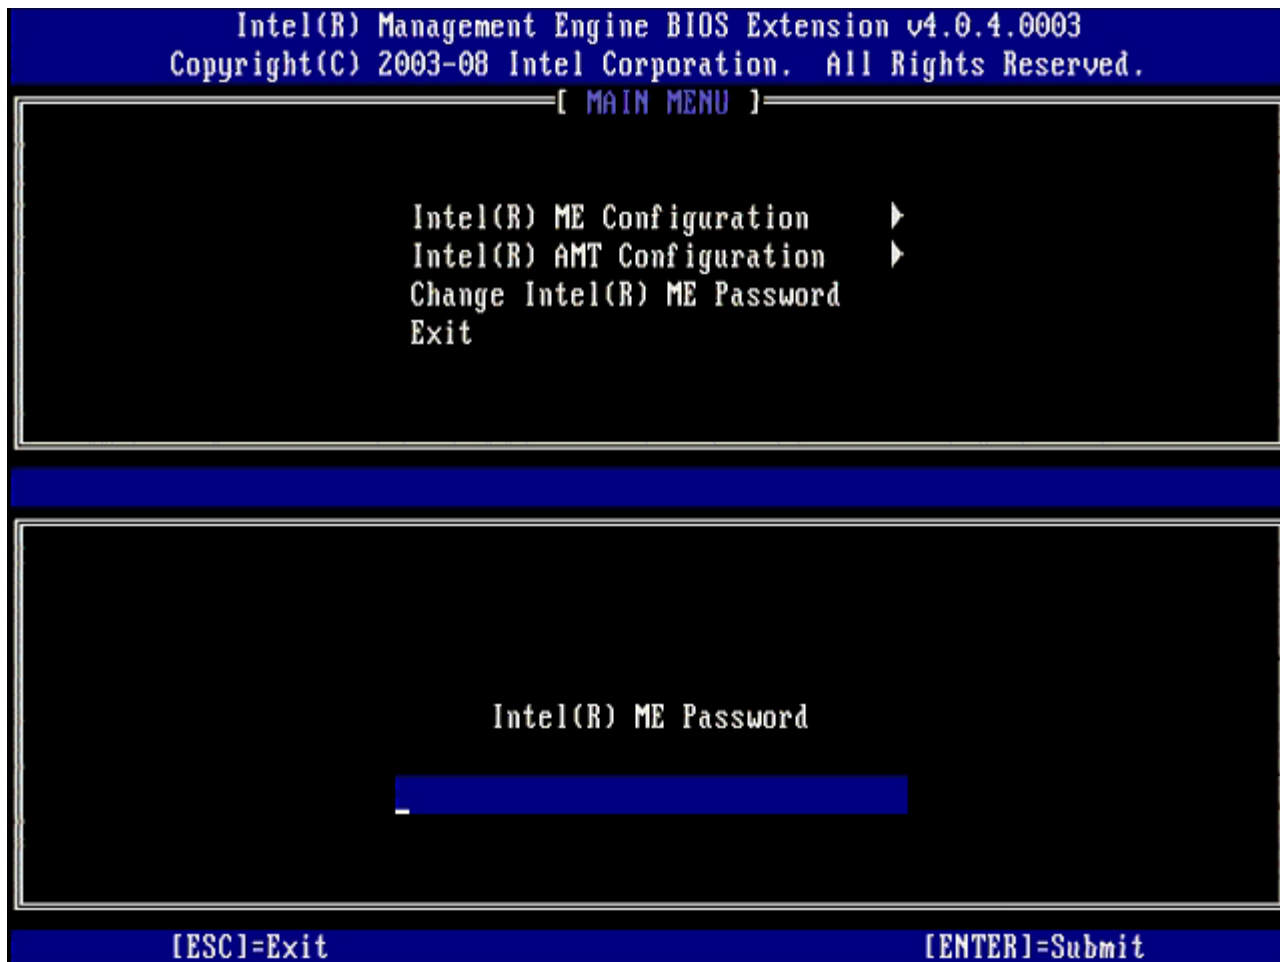 Intel(R) Management Engine BIOS Extension v4.0.4.0003
Copyright(C) 2003-08 Intel Corporation. All Rights Reserved.
[ MAIN MENU ]
Intel(R) ME Configuration ►
Intel(R) AMT Configuration ►
Change Intel(R) ME Password
Exit
Intel(R) ME Password
_
[ESC]=Exit [ENTER]=Submit